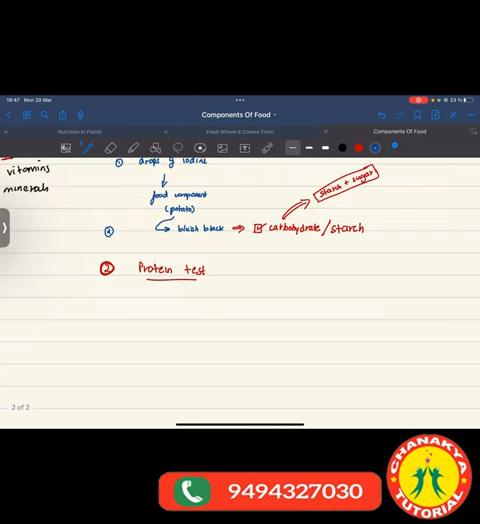 19:47 Mon 20 Mar
23 %
Components Of Food
Nutrition In Plants
Food Where It Comes From
Components Of Food
vitamins
minerals
drops of iodine
food component
(potato)
bluish black ⇒ carbohydrate/starch
starch + sugar
② Protein test
2 of 2
9494327030
CHANAKYA
TUTORIAL